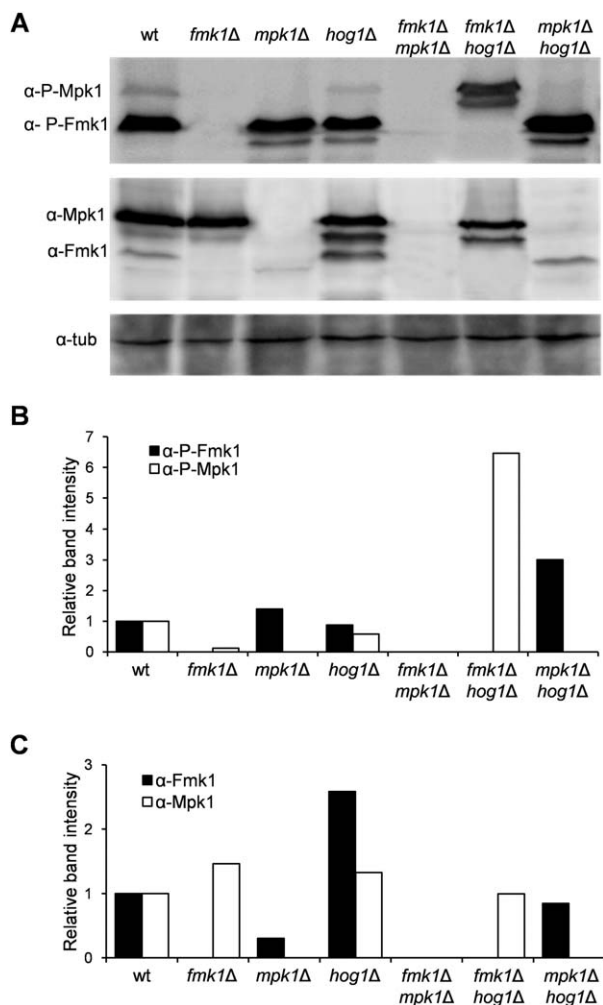 A
wt fmk1Δ mpk1Δ hog1Δ fmk1Δ fmk1Δ mpk1Δ
mpk1Δ hog1Δ hog1Δ
α-P-Mpk1
α- P-Fmk1
α-Mpk1
α-Fmk1
α-tub
B
7
6
5
4
3
2
1
0
Relative band intensity
α-P-Fmk1
α-P-Mpk1
wt fmk1Δ mpk1Δ hog1Δ fmk1Δ fmk1Δ mpk1Δ
mpk1Δ hog1Δ hog1Δ
C
3
2
1
0
Relative band intensity
α-Fmk1
α-Mpk1
wt fmk1Δ mpk1Δ hog1Δ fmk1Δ fmk1Δ mpk1Δ
mpk1Δ hog1Δ hog1Δ